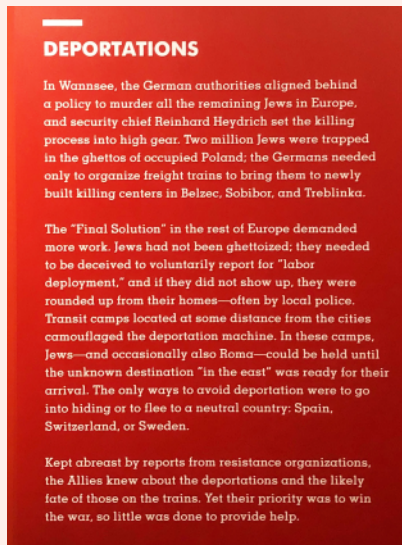 DEPORTATIONS
In Wannsee, the German authorities aligned behind
a policy to murder all the remaining Jews in Europe,
and security chief Reinhard Heydrich set the killing
process into high gear. Two million Jews were trapped
in the ghettos of occupied Poland; the Germans needed
only to organize freight trains to bring them to newly
built killing centers in Belzec, Sobibor, and Treblinka.
The “Final Solution” in the rest of Europe demanded
more work. Jews had not been ghettoized; they needed
to be deceived to voluntarily report for “labor
deployment,” and if they did not show up, they were
rounded up from their homes—often by local police.
Transit camps located at some distance from the cities
camouflaged the deportation machine. In these camps,
Jews—and occasionally also Roma—could be held until
the unknown destination “in the east” was ready for their
arrival. The only ways to avoid deportation were to go
into hiding or to flee to a neutral country: Spain,
Switzerland, or Sweden.
Kept abreast by reports from resistance organizations,
the Allies knew about the deportations and the likely
fate of those on the trains. Yet their priority was to win
the war, so little was done to provide help.